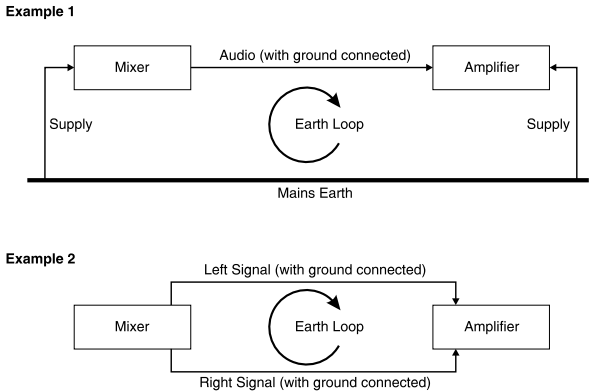 Example 1
Audio (with ground connected)
Mixer
Amplifier
Supply
Earth Loop
Supply
Mains Earth
Example 2
Left Signal (with ground connected)
Mixer
Earth Loop
Amplifier
Right Signal (with ground connected)